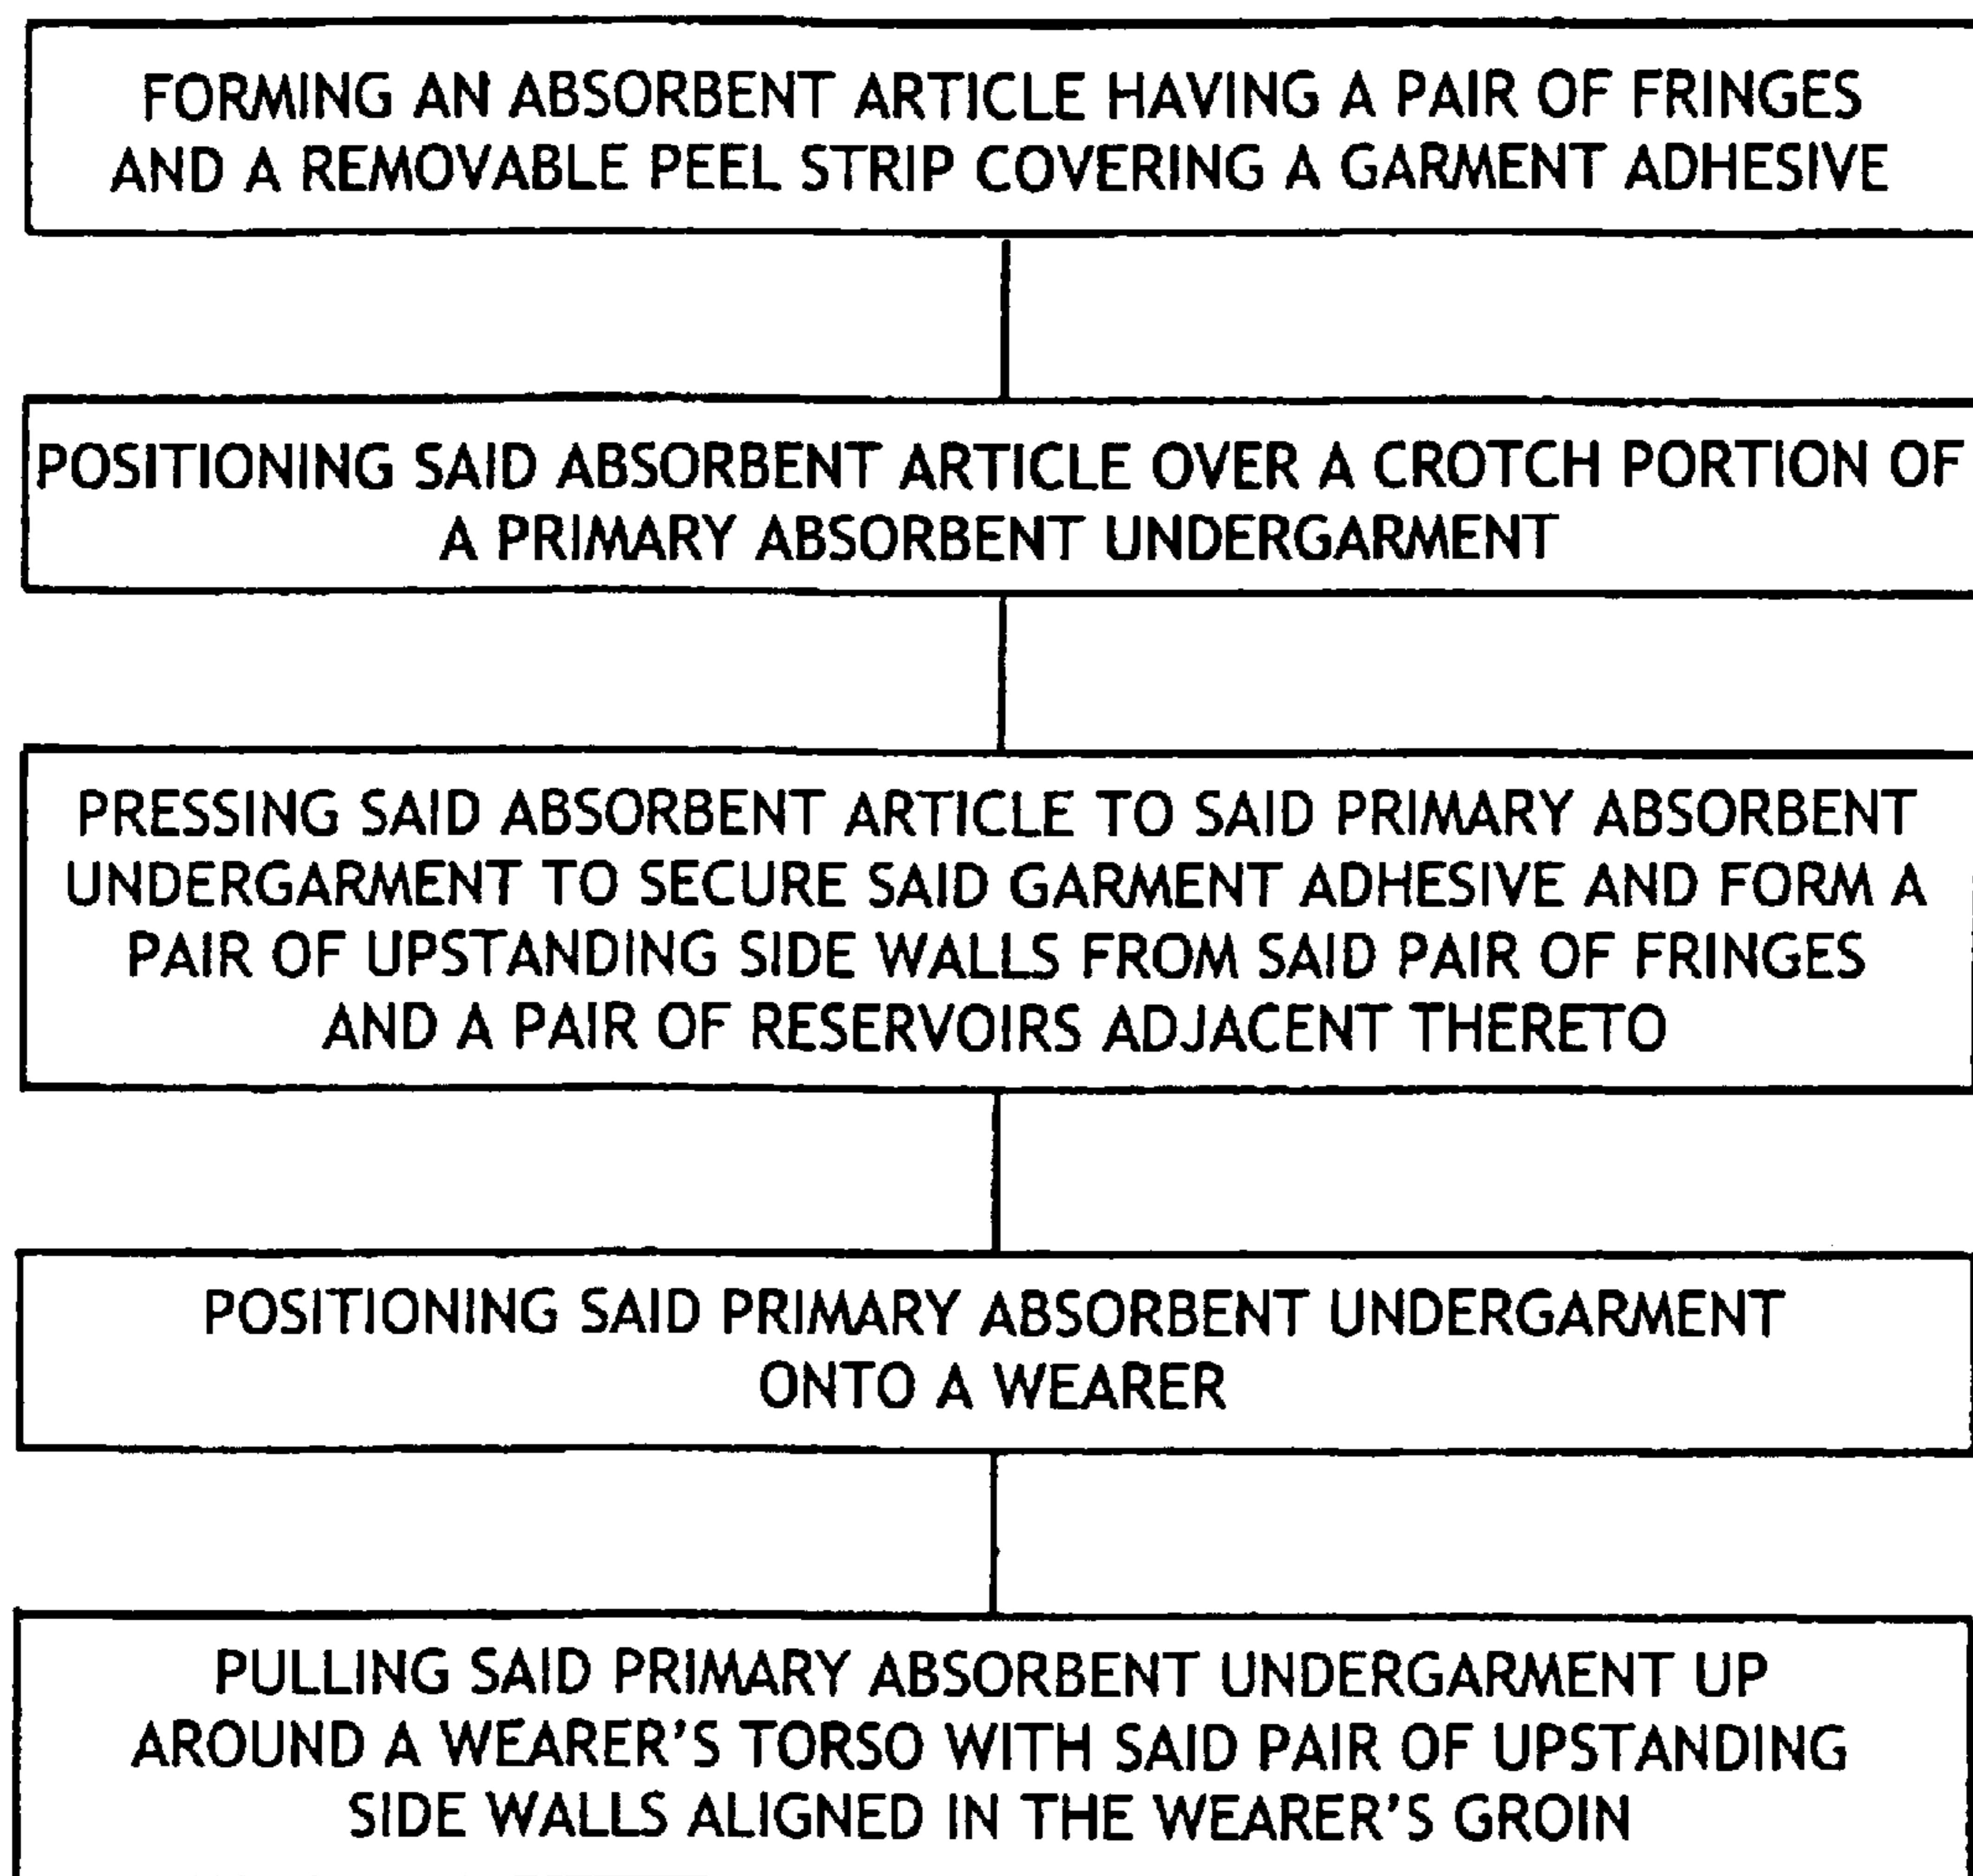 FORMING AN ABSORBENT ARTICLE HAVING A PAIR OF FRINGES
AND A REMOVABLE PEEL STRIP COVERING A GARMENT ADHESIVE
POSITIONING SAID ABSORBENT ARTICLE OVER A CROTCH PORTION OF
A PRIMARY ABSORBENT UNDERGARMENT
PRESSING SAID ABSORBENT ARTICLE TO SAID PRIMARY ABSORBENT
UNDERGARMENT TO SECURE SAID GARMENT ADHESIVE AND FORM A
PAIR OF UPSTANDING SIDE WALLS FROM SAID PAIR OF FRINGES
AND A PAIR OF RESERVOIRS ADJACENT THERETO
POSITIONING SAID PRIMARY ABSORBENT UNDERGARMENT
ONTO A WEARER
PULLING SAID PRIMARY ABSORBENT UNDERGARMENT UP
AROUND A WEARER'S TORSO WITH SAID PAIR OF UPSTANDING
SIDE WALLS ALIGNED IN THE WEARER'S GROIN